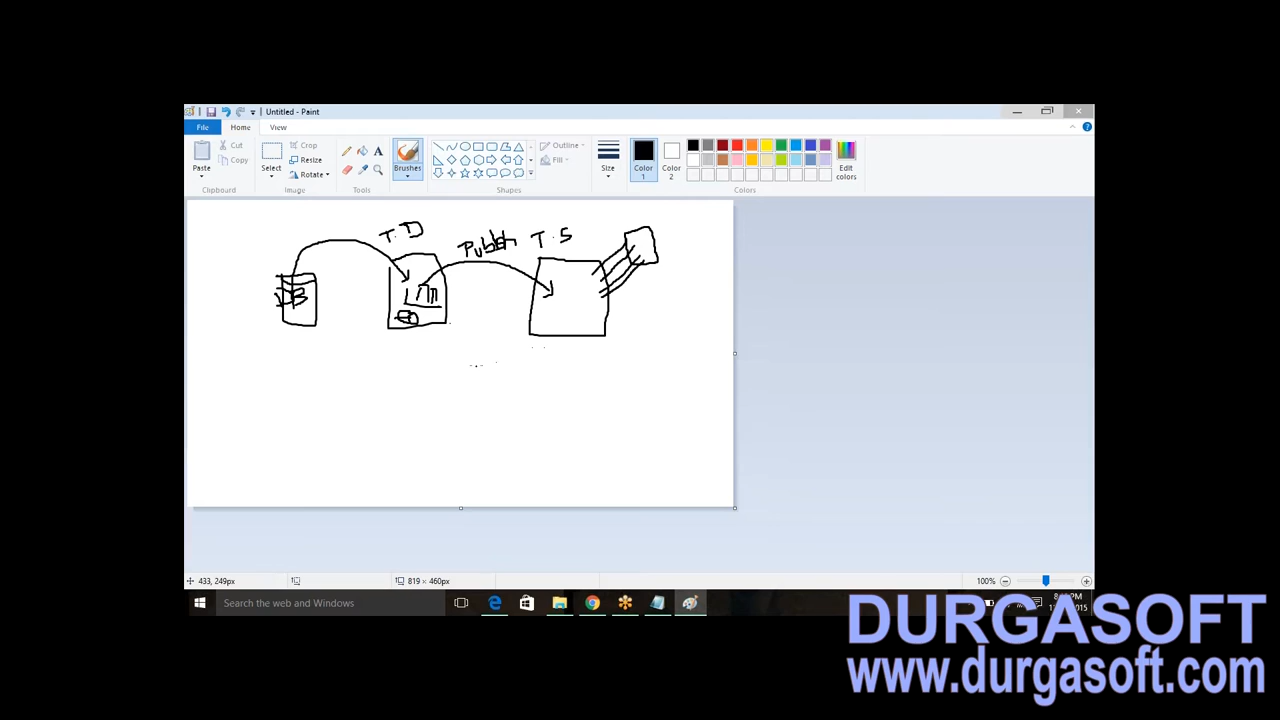 Untitled - Paint
File Home View
Cut
Copy
Paste
Crop
Resize
Rotate
Select
A
Brushes
Outline
Fill
Size
Color 1
Color 2
Edit colors
Clipboard Image Tools Shapes Colors
T.D Publish T.S
DB
433, 249px 819 × 460px 100%
Search the web and Windows
DURGASOFT
www.durgasoft.com